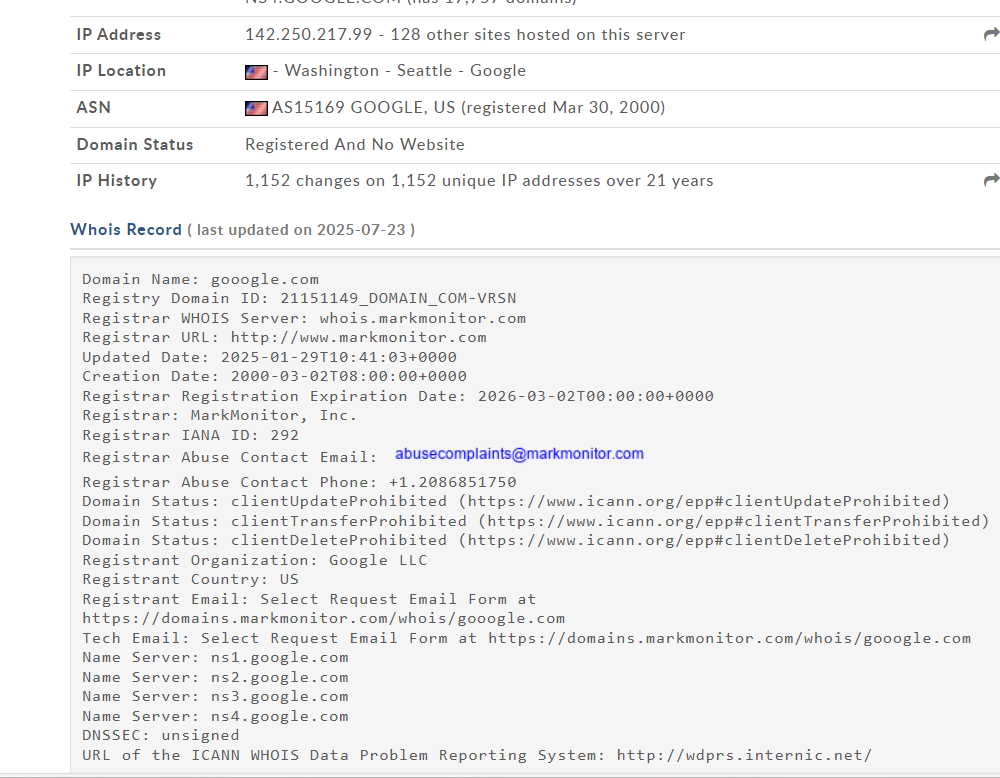 NS4.GOOGLE.COM (has 17,757 domains)
IP Address 142.250.217.99 - 128 other sites hosted on this server
IP Location - Washington - Seattle - Google
ASN AS15169 GOOGLE, US (registered Mar 30, 2000)
Domain Status Registered And No Website
IP History 1,152 changes on 1,152 unique IP addresses over 21 years
Whois Record ( last updated on 2025-07-23 )
Domain Name: gooogle.com
Registry Domain ID: 21151149_DOMAIN_COM-VRSN
Registrar WHOIS Server: whois.markmonitor.com
Registrar URL: http://www.markmonitor.com
Updated Date: 2025-01-29T10:41:03+0000
Creation Date: 2000-03-02T08:00:00+0000
Registrar Registration Expiration Date: 2026-03-02T00:00:00+0000
Registrar: MarkMonitor, Inc.
Registrar IANA ID: 292
Registrar Abuse Contact Email: abusecomplaints@markmonitor.com
Registrar Abuse Contact Phone: +1.2086851750
Domain Status: clientUpdateProhibited (https://www.icann.org/epp#clientUpdateProhibited)
Domain Status: clientTransferProhibited (https://www.icann.org/epp#clientTransferProhibited)
Domain Status: clientDeleteProhibited (https://www.icann.org/epp#clientDeleteProhibited)
Registrant Organization: Google LLC
Registrant Country: US
Registrant Email: Select Request Email Form at
https://domains.markmonitor.com/whois/gooogle.com
Tech Email: Select Request Email Form at https://domains.markmonitor.com/whois/gooogle.com
Name Server: ns1.google.com
Name Server: ns2.google.com
Name Server: ns3.google.com
Name Server: ns4.google.com
DNSSEC: unsigned
URL of the ICANN WHOIS Data Problem Reporting System: http://wdprs.internic.net/